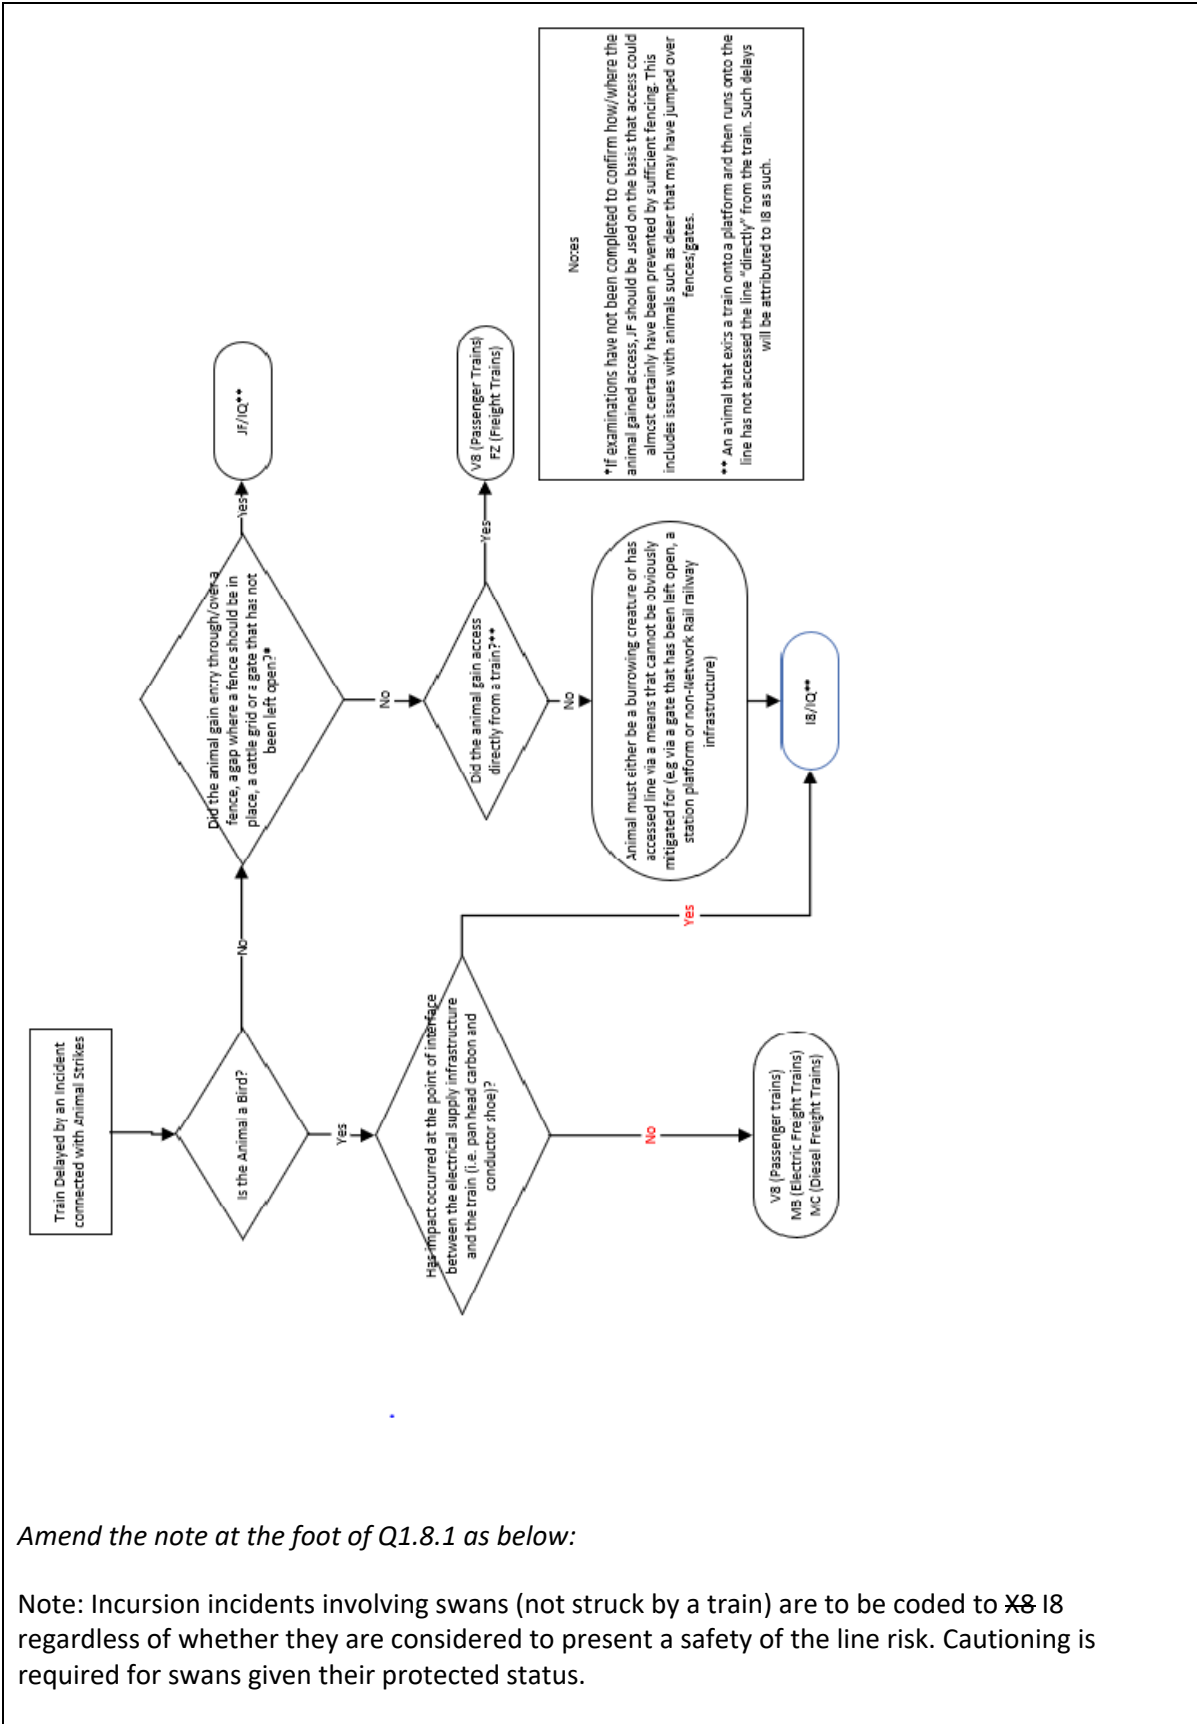 Train Delayed by an Incident
connected with Animal Strikes
Is the Animal a Bird?
No
Yes
Did the animal gain entry through/over a
fence, a gap where a fence should be in
place, a cattle grid or a gate that has not
been left open?*
Yes
JF/IQ**
No
Did the animal gain access
directly from a train?**
Yes
V8 (Passenger Trains)
FZ (Freight Trains)
No
Animal must either be a burrowing creature or has
accessed line via a means that cannot be obviously
mitigated for (e.g via a gate that has been left open, a
station platform or non-Network Rail railway
infrastructure)
I8/IQ**
Has impact occurred at the point of interface
between the electrical supply infrastructure
and the train (i.e. pan head carbon and
conductor shoe)?
Yes
No
V8 (Passenger trains)
MB (Electric Freight Trains)
MC (Diesel Freight Trains)
Notes
*If examinations have not been completed to confirm how/where the
animal gained access, JF should be used on the basis that access could
almost certainly have been prevented by sufficient fencing. This
includes issues with animals such as deer that may have jumped over
fences/gates.
** An animal that exits a train onto a platform and then runs onto the
line has not accessed the line "directly" from the train. Such delays
will be attributed to I8 as such.
Amend the note at the foot of Q1.8.1 as below:
Note: Incursion incidents involving swans (not struck by a train) are to be coded to X8 I8
regardless of whether they are considered to present a safety of the line risk. Cautioning is
required for swans given their protected status.